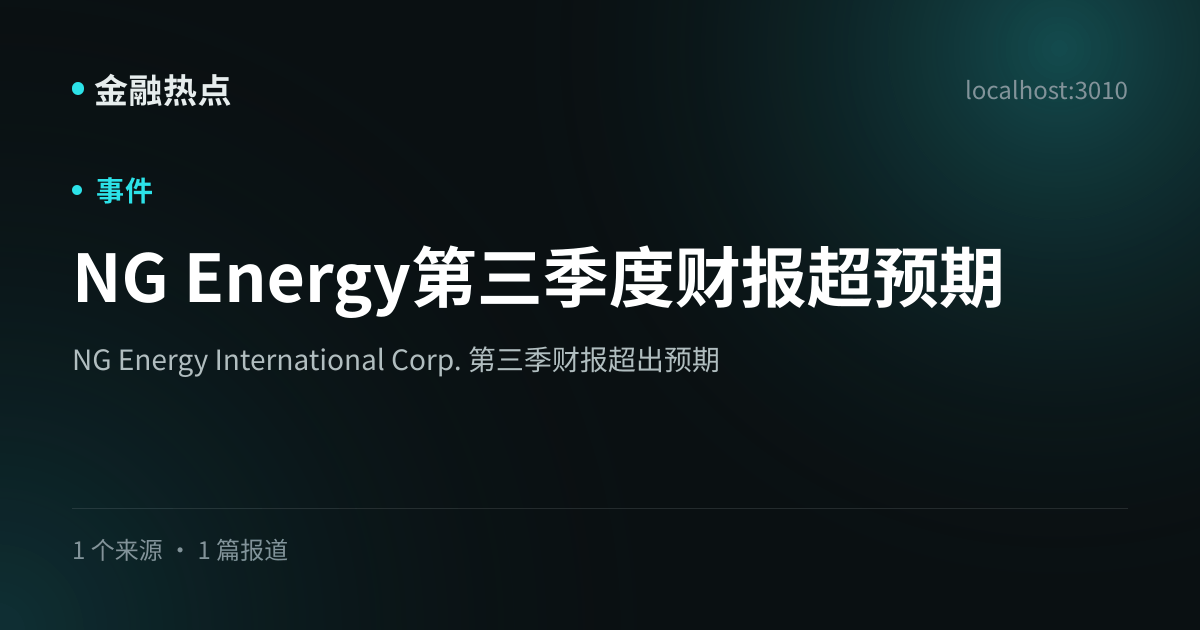 金融热点
localhost:3010
事件
NG Energy第三季度财报超预期
NG Energy International Corp. 第三季财报超出预期
1 个来源 · 1 篇报道